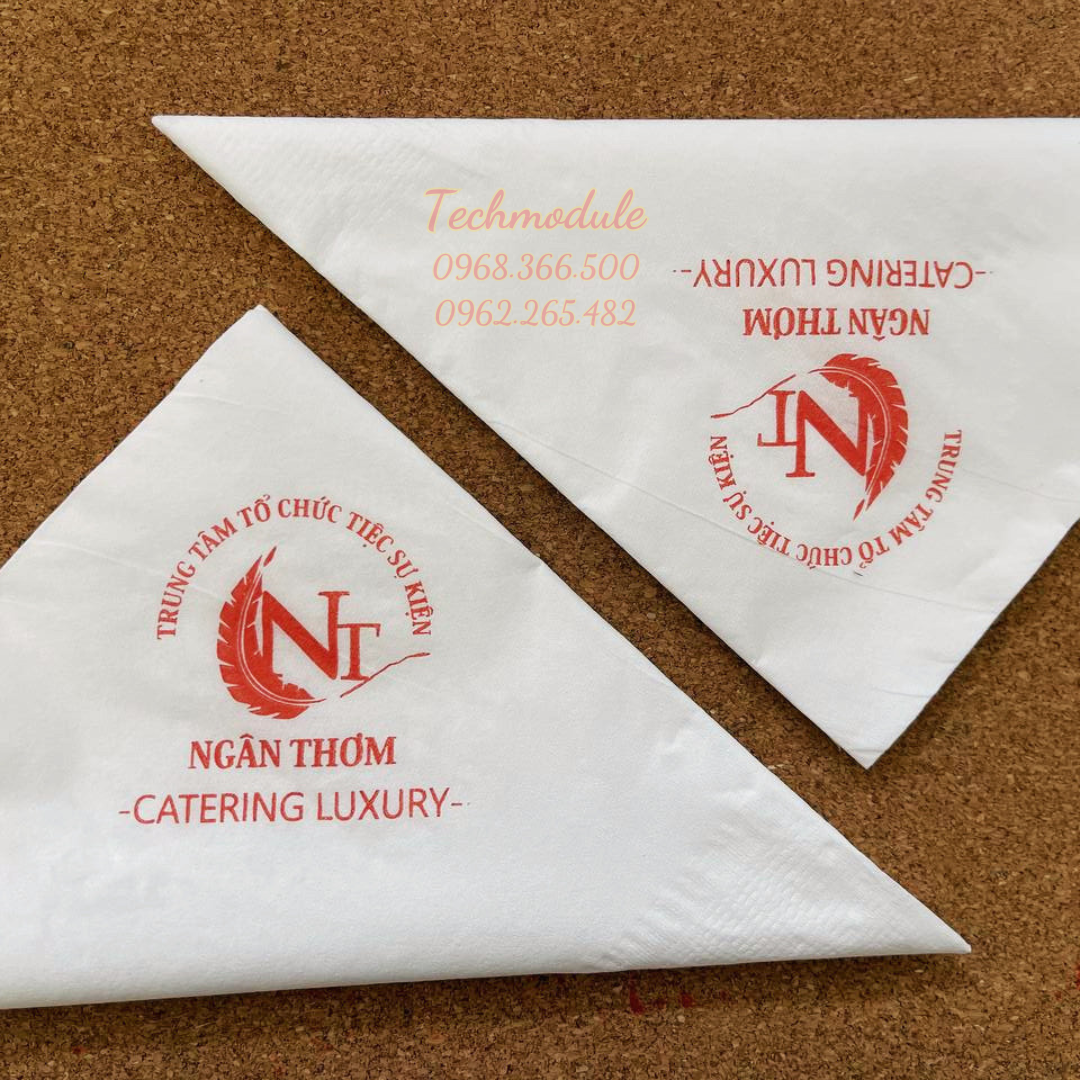 Techmodule
0968.366.500
0962.265.482
-CATERING LUXURY-
NGÂN THƠM
NT
TRUNG TÂM TỔ CHỨC TIỆC SỰ KIỆN
TRUNG TÂM TỔ CHỨC TIỆC SỰ KIỆN
NT
NGÂN THƠM
-CATERING LUXURY-